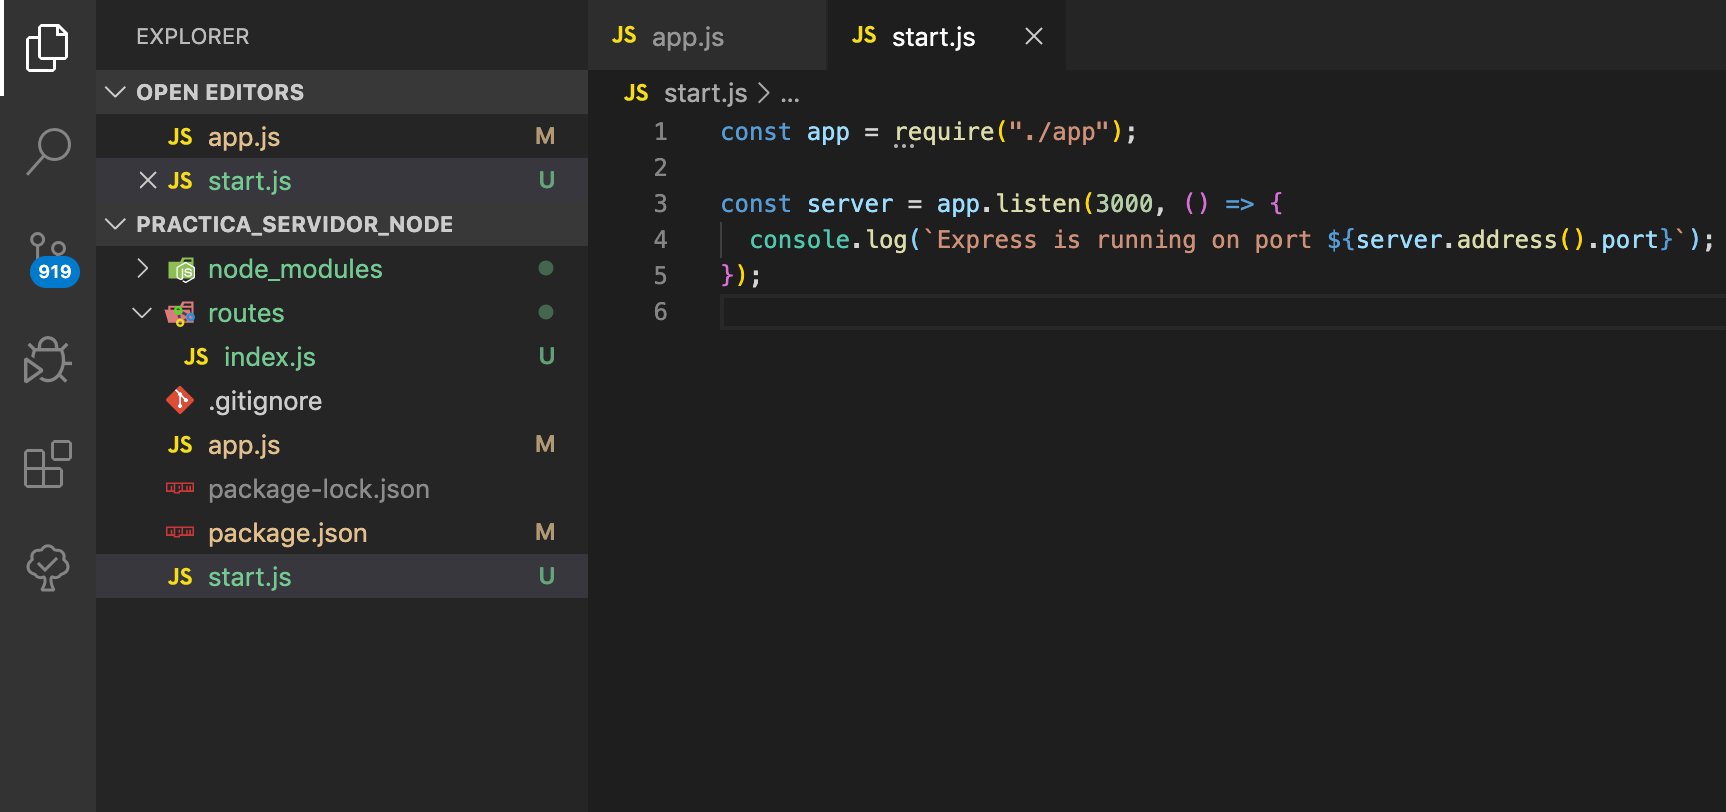 EXPLORER
OPEN EDITORS
JS app.js M
JS start.js U
PRACTICA_SERVIDOR_NODE
node_modules
routes
JS index.js U
.gitignore
JS app.js M
package-lock.json
package.json M
JS start.js U
919
JS app.js
JS start.js
JS start.js > ...
1 const app = require("./app");
2
3 const server = app.listen(3000, () => {
4 console.log(`Express is running on port ${server.address().port}`);
5 });
6